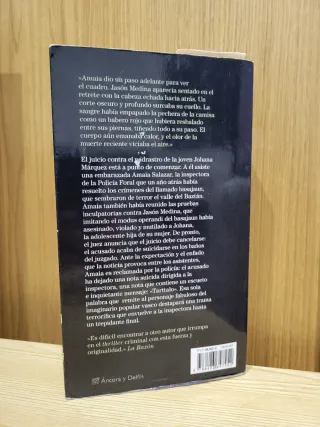 «Amaia dio un paso adelante para ver
el cuadro. Jasón Medina aparecía sentado en el
retrete con la cabeza echada hacia atrás. Un
corte oscuro y profundo surcaba su cuello. La
sangre había empapado la pechera de la camisa
como un babero rojo que hubiera resbalado
entre sus piernas, tiñendo todo a su paso. El
cuerpo aún emanaba calor, y el olor de la
muerte reciente viciaba el aire.»
El juicio contra el padrastro de la joven Johana
Márquez está a punto de comenzar. A él asiste
una embarazada Amaia Salazar, la inspectora
de la Policía Foral que un año atrás había
resuelto los crímenes del llamado basajaun,
que sembraron de terror el valle del Baztán.
Amaia también había reunido las pruebas
inculpatorias contra Jasón Medina, que
imitando el modus operandi del basajaun había
asesinado, violado y mutilado a Johana,
la adolescente hija de su mujer. De pronto,
el juez anuncia que el juicio debe cancelarse:
el acusado acaba de suicidarse en los baños
del juzgado. Ante la expectación y el enfado
que la noticia provoca entre los asistentes,
Amaia es reclamada por la policía: el acusado
ha dejado una nota suicida dirigida a la
inspectora, una nota que contiene un escueto
e inquietante mensaje: «Tarttalo». Esa sola
palabra que remite al personaje fabuloso del
imaginario popular vasco destapará una trama
terrorífica que envuelve a la inspectora hasta
un trepidante final.
«Es difícil encontrar a otro autor que irrumpa
en el thriller criminal con esta fuerza y
originalidad.» La Razón
Áncora y Delfín